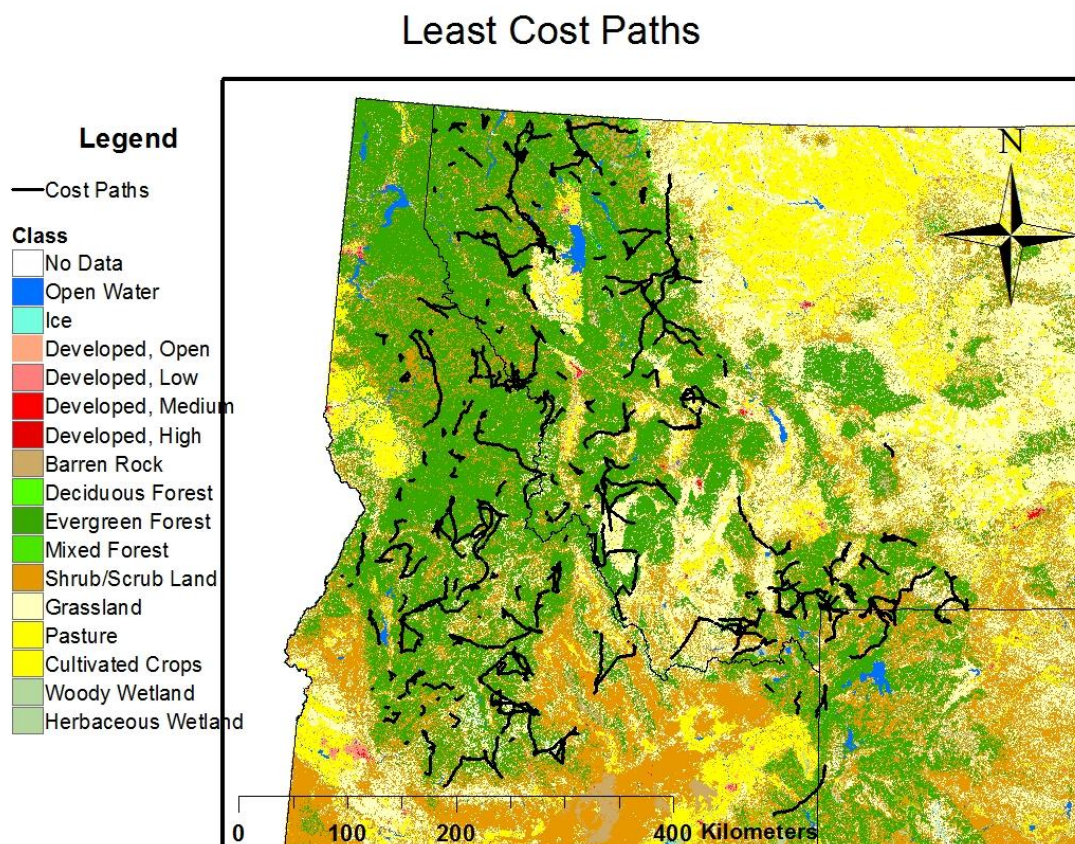 Least Cost Paths
Legend
Cost Paths
Class
No Data
Open Water
Ice
Developed, Open
Developed, Low
Developed, Medium
Developed, High
Barren Rock
Deciduous Forest
Evergreen Forest
Mixed Forest
Shrub/Scrub Land
Grassland
Pasture
Cultivated Crops
Woody Wetland
Herbaceous Wetland
N
0 100 200 400 Kilometers